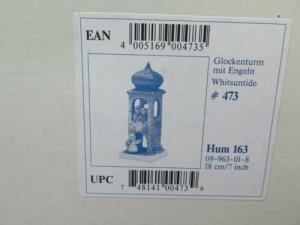 EAN
4 005169 004735
Glockenturm
mit Engeln
Whitsuntide
# 473
Hum 163
09-963-01-8
18 cm/7 inch
UPC
7 48141 00473 9